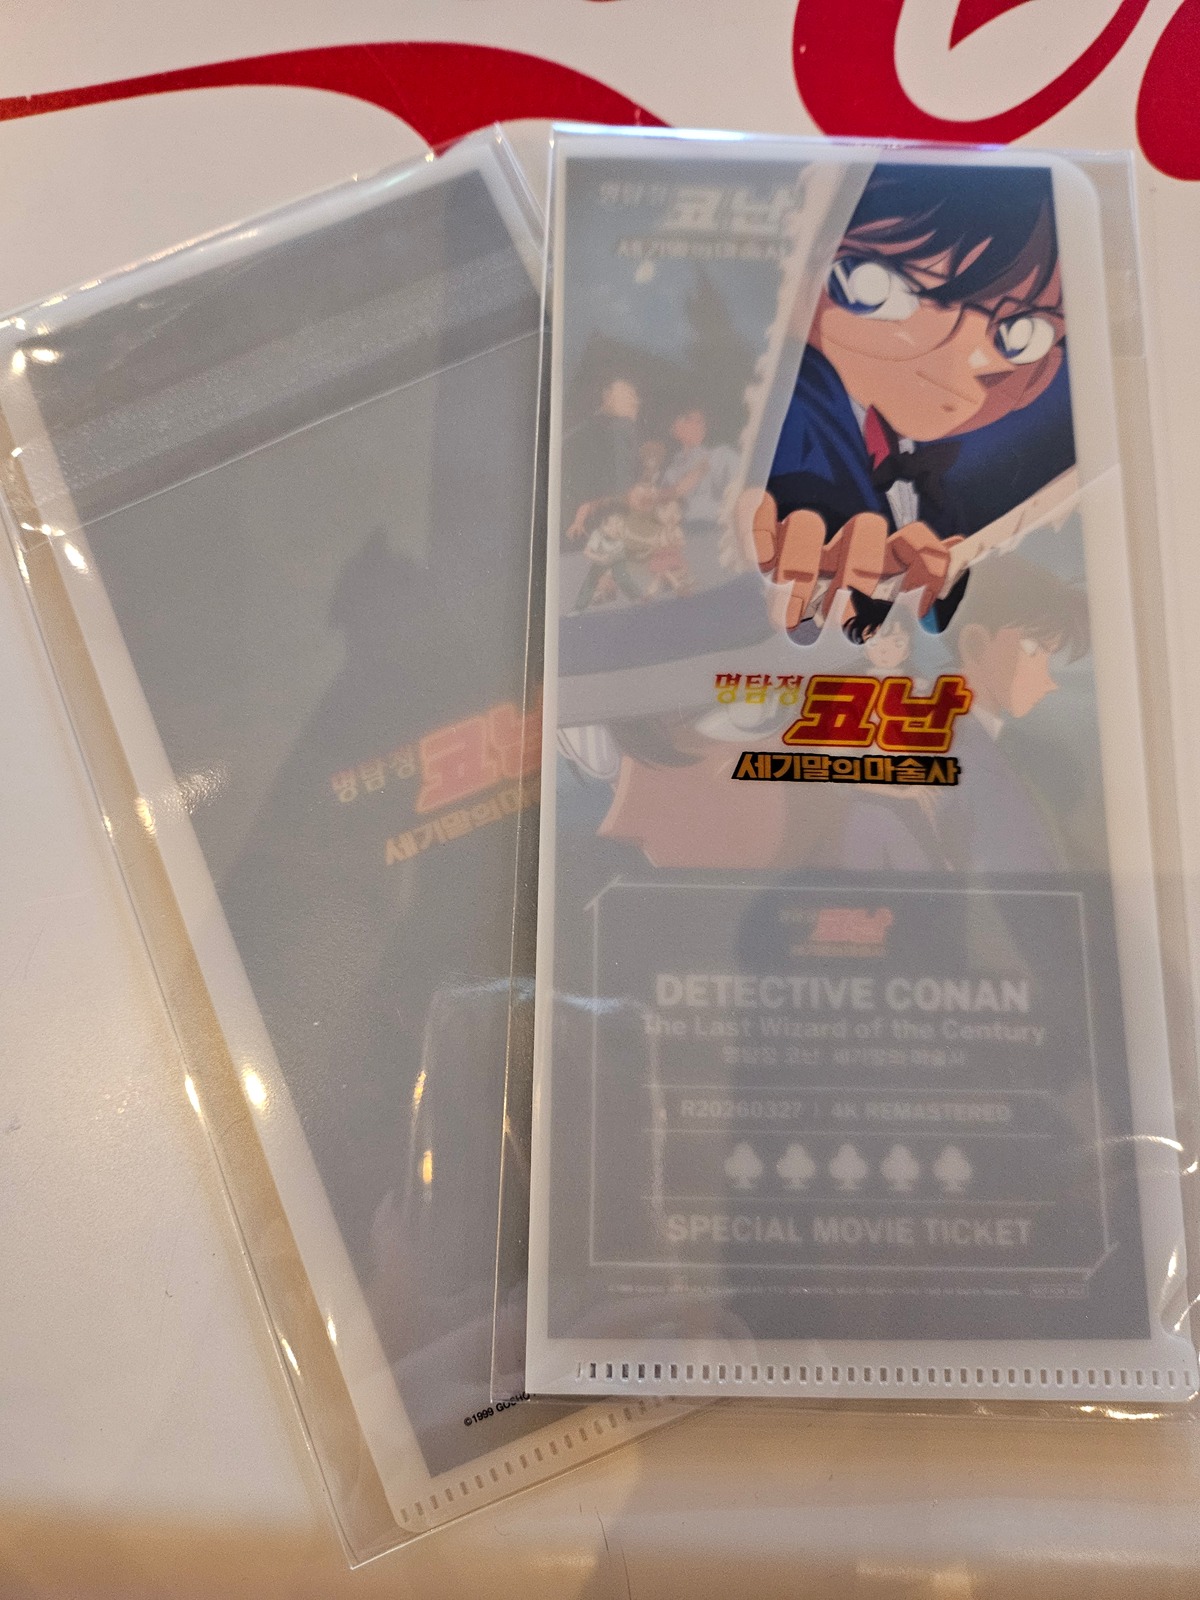 명탐정 코난
세기말의 마술사
명탐정 코난
세기말의 마술사
명탐정 코난
세기말의
DETECTIVE CONAN
The Last Wizard of the Century
명탐정 코난 세기말의 마술사
R20260327 | 4K REMASTERED
SPECIAL MOVIE TICKET
©1999 GOSHO